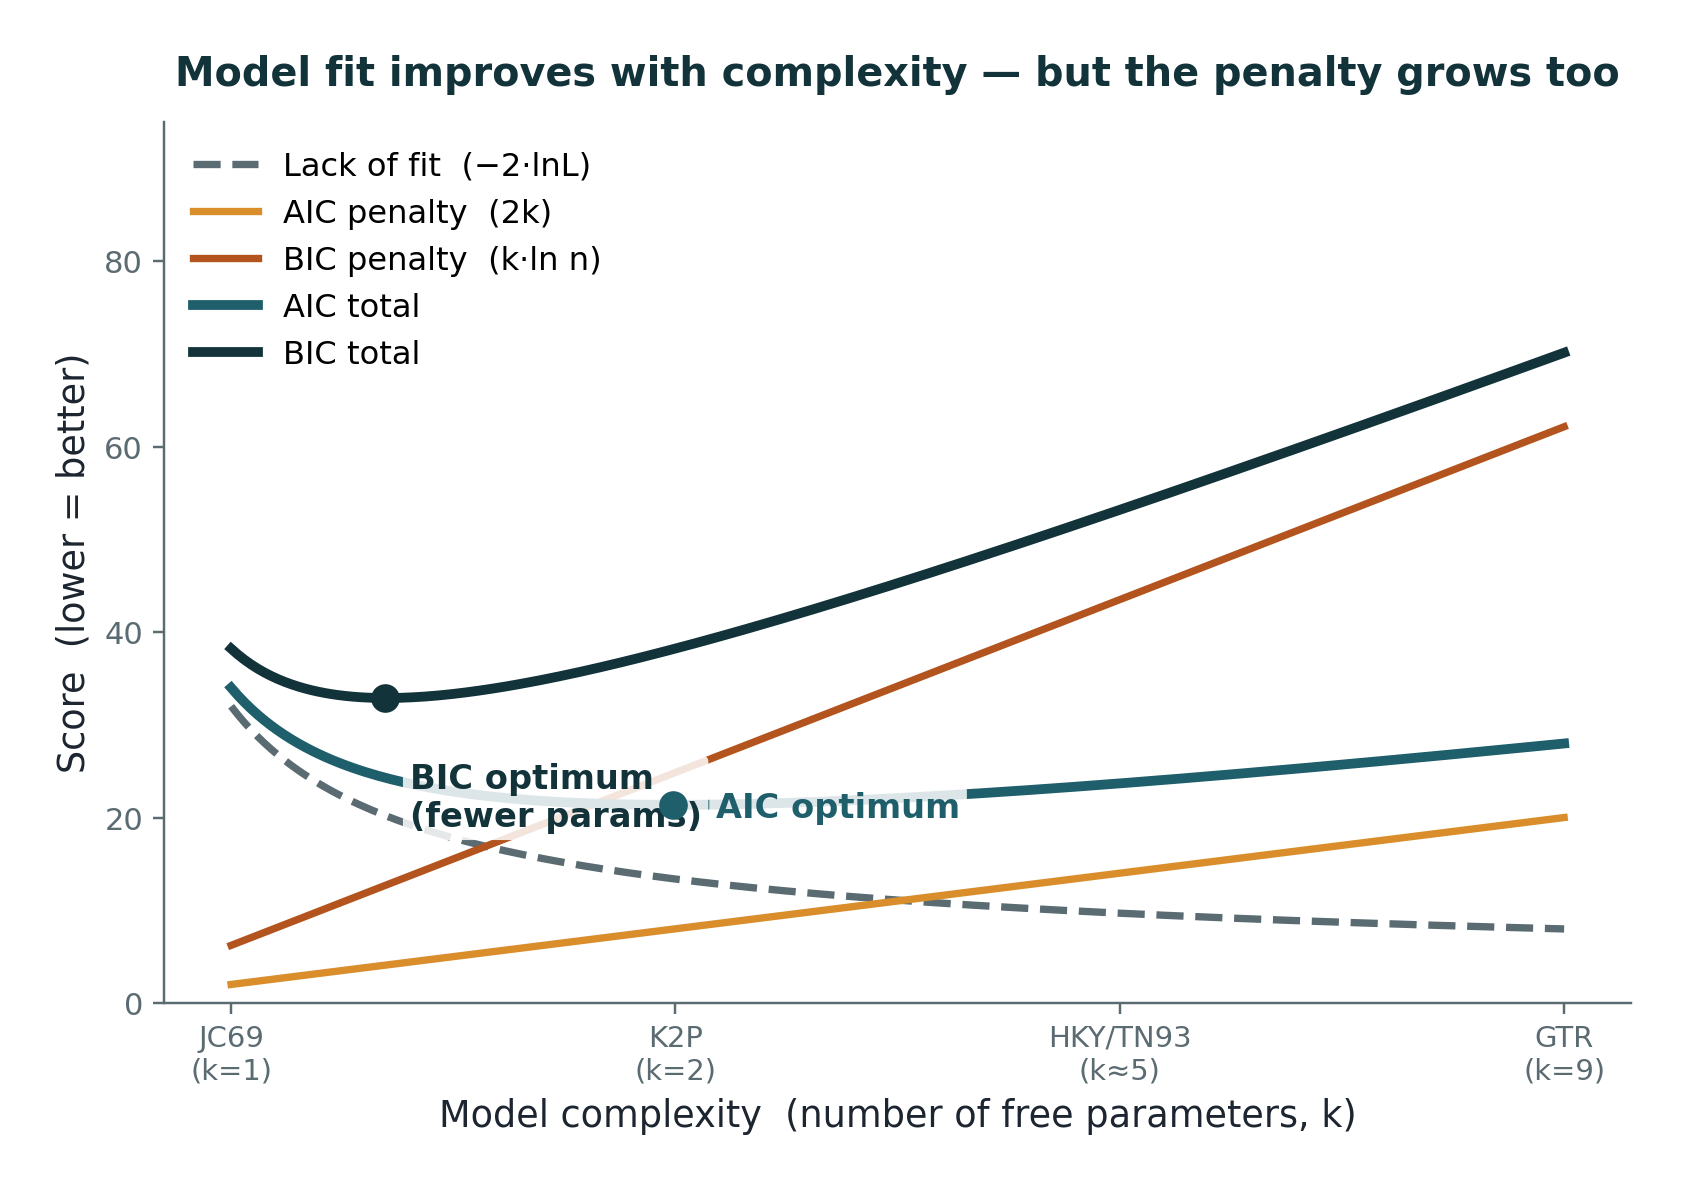 Model fit improves with complexity — but the penalty grows too
Lack of fit  (−2·lnL)
AIC penalty  (2k)
BIC penalty  (k·ln n)
AIC total
BIC total
Score  (lower = better)
80
60
40
20
0
BIC optimum
(fewer params)
AIC optimum
JC69
(k=1)
K2P
(k=2)
HKY/TN93
(k≈5)
GTR
(k=9)
Model complexity  (number of free parameters, k)